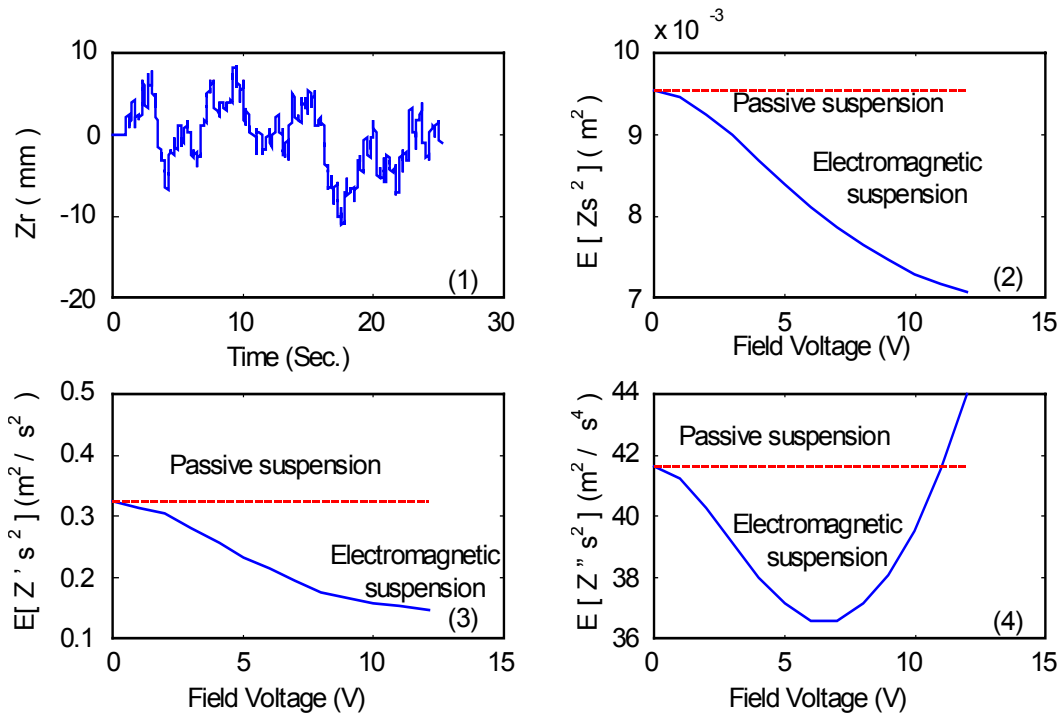 10
0
-10
-20
0 10 20 30
Zr ( mm )
Time (Sec.)
(1)
x 10 -3
10
9
8
7
0 5 10 15
E [ Zs 2 ] ( m2 )
Field Voltage (V)
Passive suspension
Electromagnetic
suspension
(2)
0.5
0.4
0.3
0.2
0.1
0 5 10 15
E[ Z ' s 2 ] (m2 / s2 )
Field Voltage (V)
Passive suspension
Electromagnetic
suspension
(3)
44
42
40
38
36
0 5 10 15
E [ Z " s2 ] (m2 / s4 )
Field Voltage (V)
Passive suspension
Electromagnetic
suspension
(4)